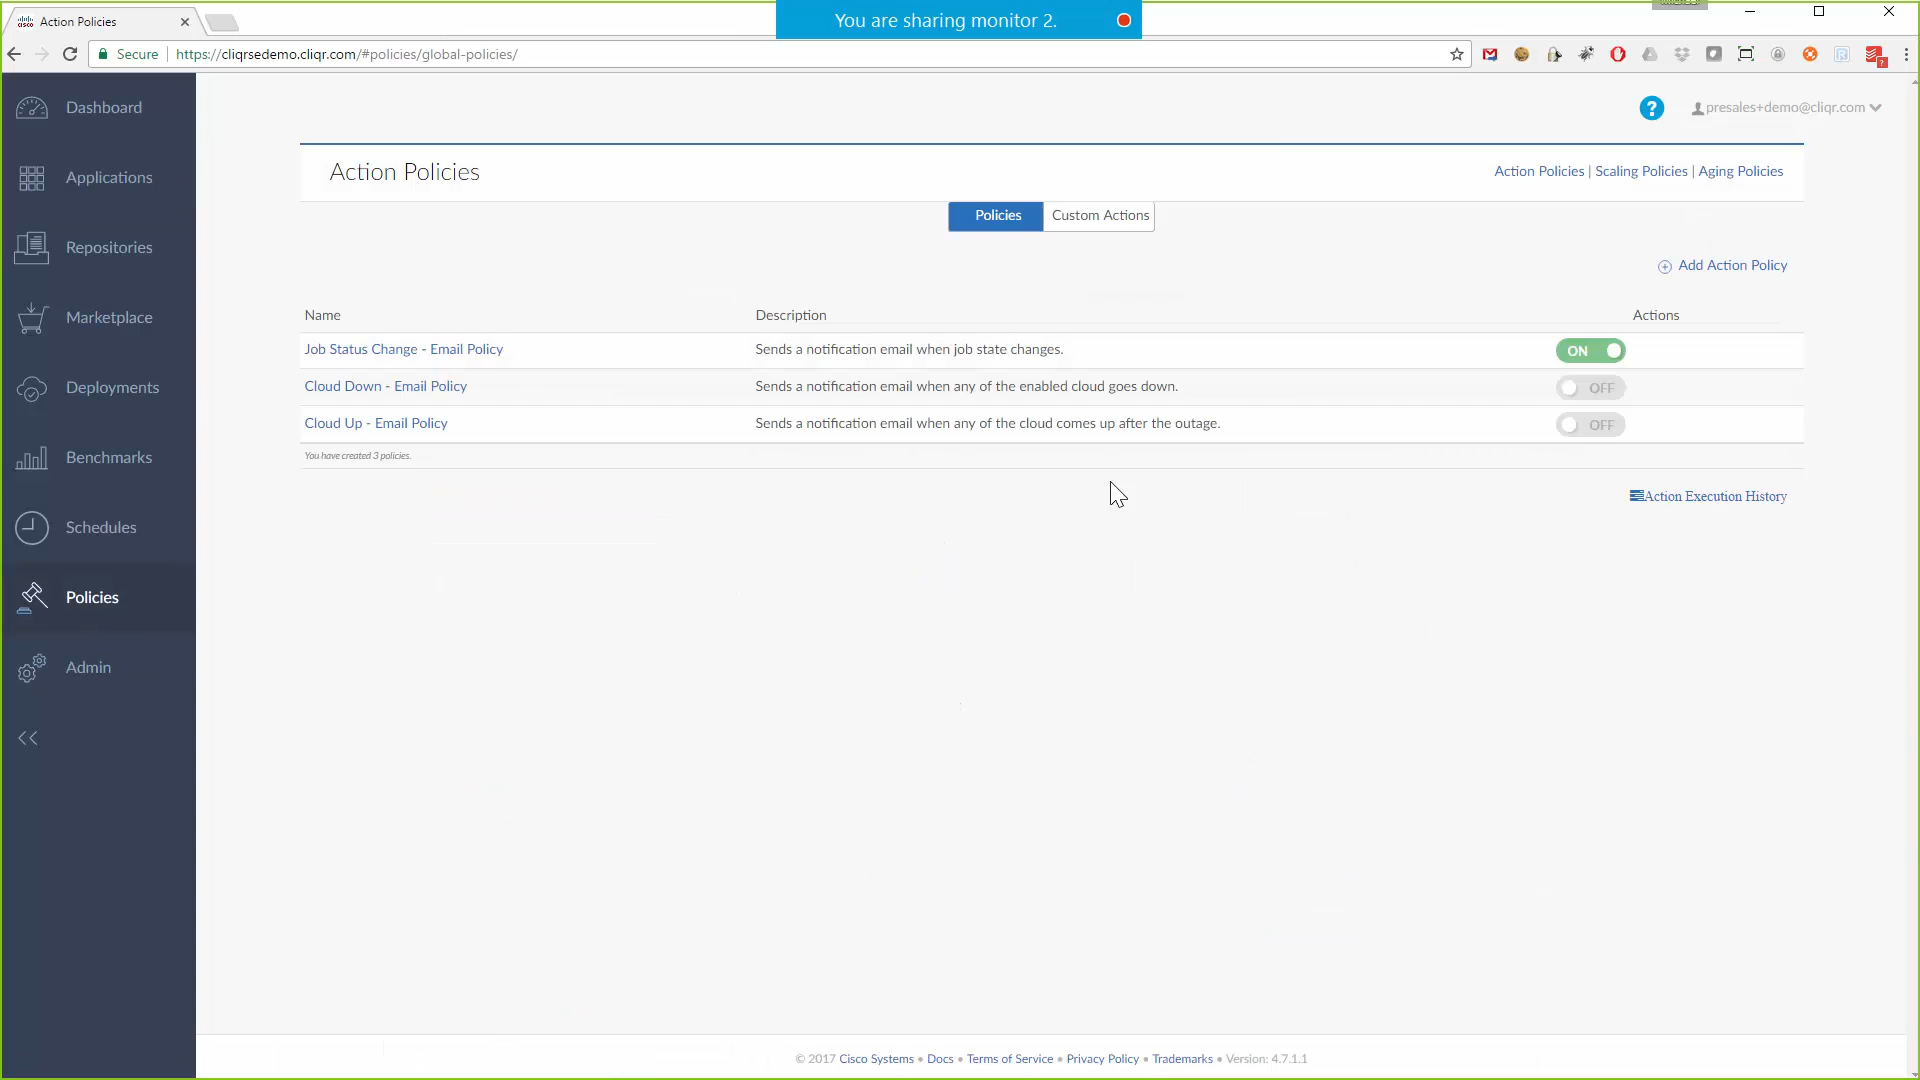 Action Policies
You are sharing monitor 2.
Secure https://cliqrsedemo.cliqr.com/#policies/global-policies/
Dashboard
Applications
Repositories
Marketplace
Deployments
Benchmarks
Schedules
Policies
Admin
? presales+demo@cliqr.com
Action Policies
Action Policies | Scaling Policies | Aging Policies
Policies Custom Actions
Add Action Policy
Name Description Actions
Job Status Change - Email Policy Sends a notification email when job state changes. ON
Cloud Down - Email Policy Sends a notification email when any of the enabled cloud goes down. OFF
Cloud Up - Email Policy Sends a notification email when any of the cloud comes up after the outage. OFF
You have created 3 policies.
Action Execution History
© 2017 Cisco Systems • Docs • Terms of Service • Privacy Policy • Trademarks • Version: 4.7.1.1